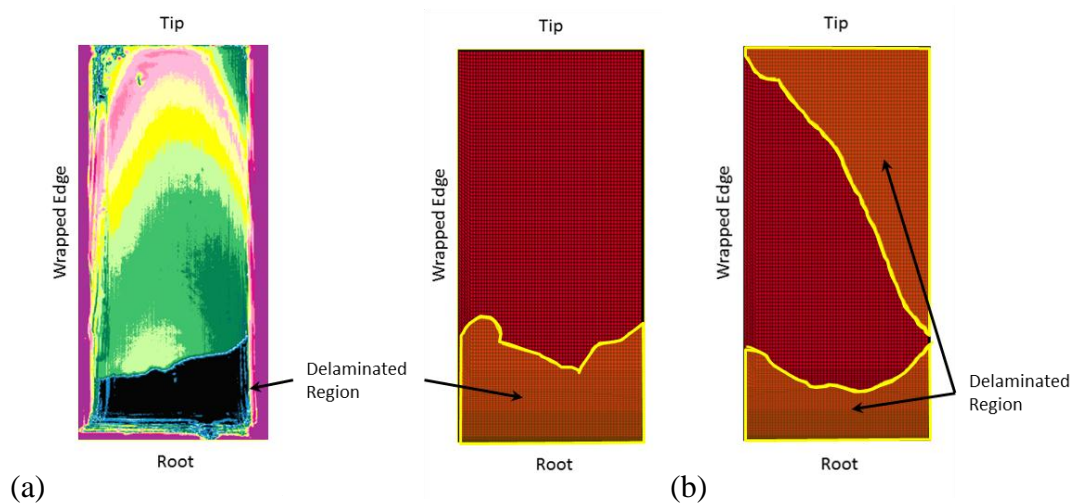 Tip
Tip
Tip
Wrapped Edge
Wrapped Edge
Wrapped Edge
Delaminated
Region
Delaminated
Region
Root
Root
Root
(a)
(b)